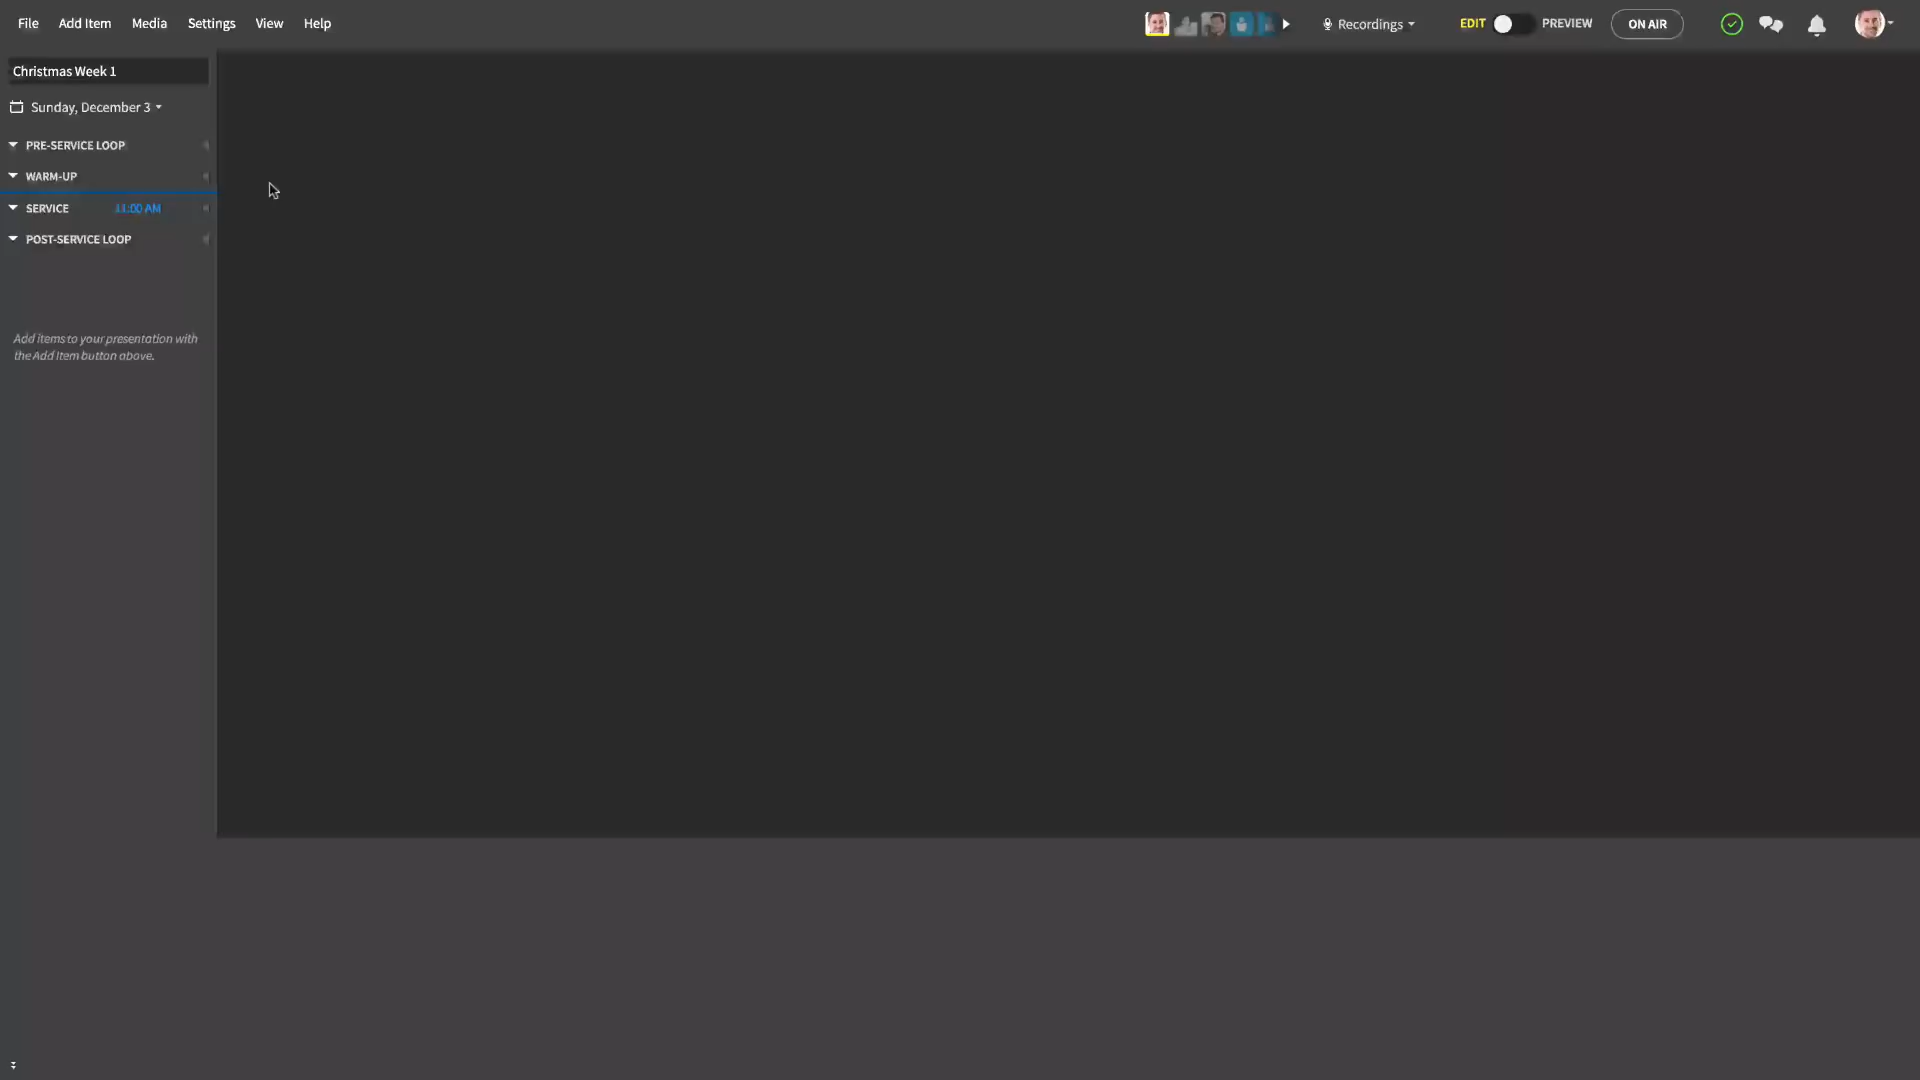 File Add Item Media Settings View Help Recordings EDIT PREVIEW ON AIR
Christmas Week 1
Sunday, December 3
PRE-SERVICE LOOP
WARM-UP
SERVICE 11:00 AM
POST-SERVICE LOOP
Add items to your presentation with
the Add Item button above.